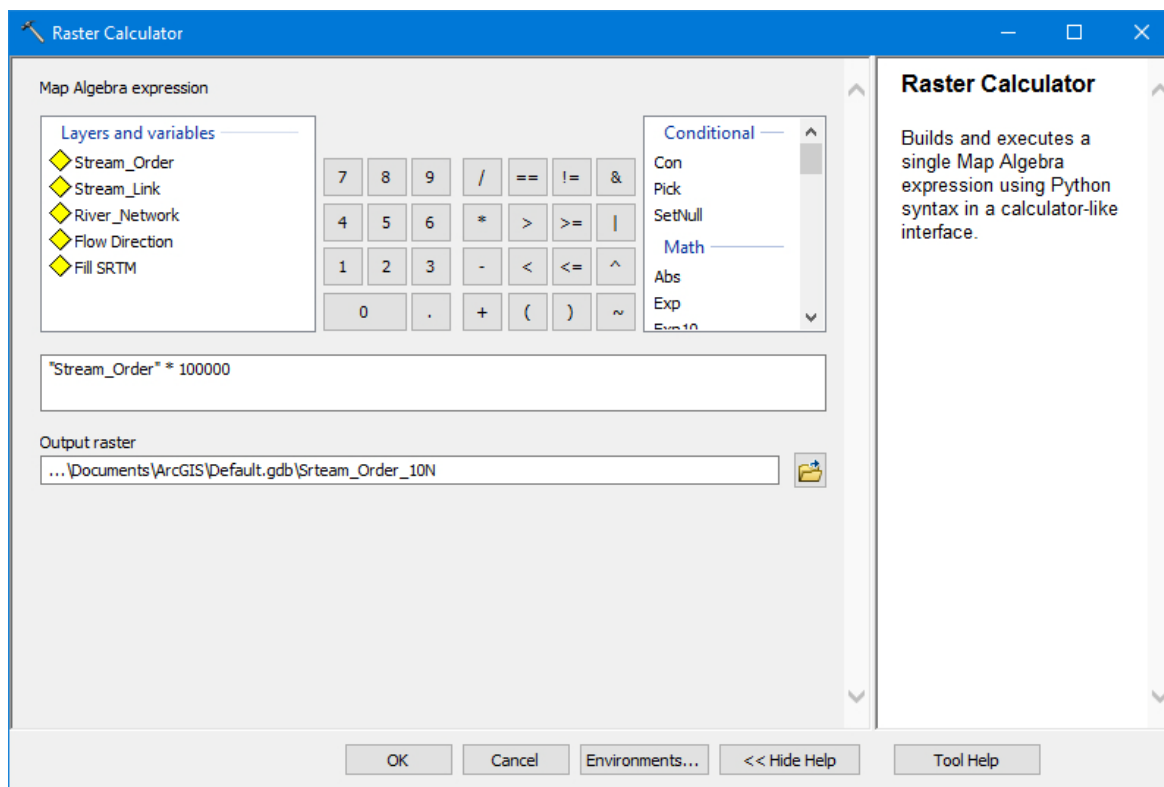 Raster Calculator
Map Algebra expression
Layers and variables
Stream_Order
Stream_Link
River_Network
Flow Direction
Fill SRTM
7 8 9 / == != &
4 5 6 * > >= |
1 2 3 - < <= ^
0 . + ( ) ~
Conditional
Con
Pick
SetNull
Math
Abs
Exp
Exp10
"Stream_Order" * 100000
Output raster
...\Documents\ArcGIS\Default.gdb\Srteam_Order_10N
OK Cancel Environments... << Hide Help Tool Help
Raster Calculator
Builds and executes a
single Map Algebra
expression using Python
syntax in a calculator-like
interface.